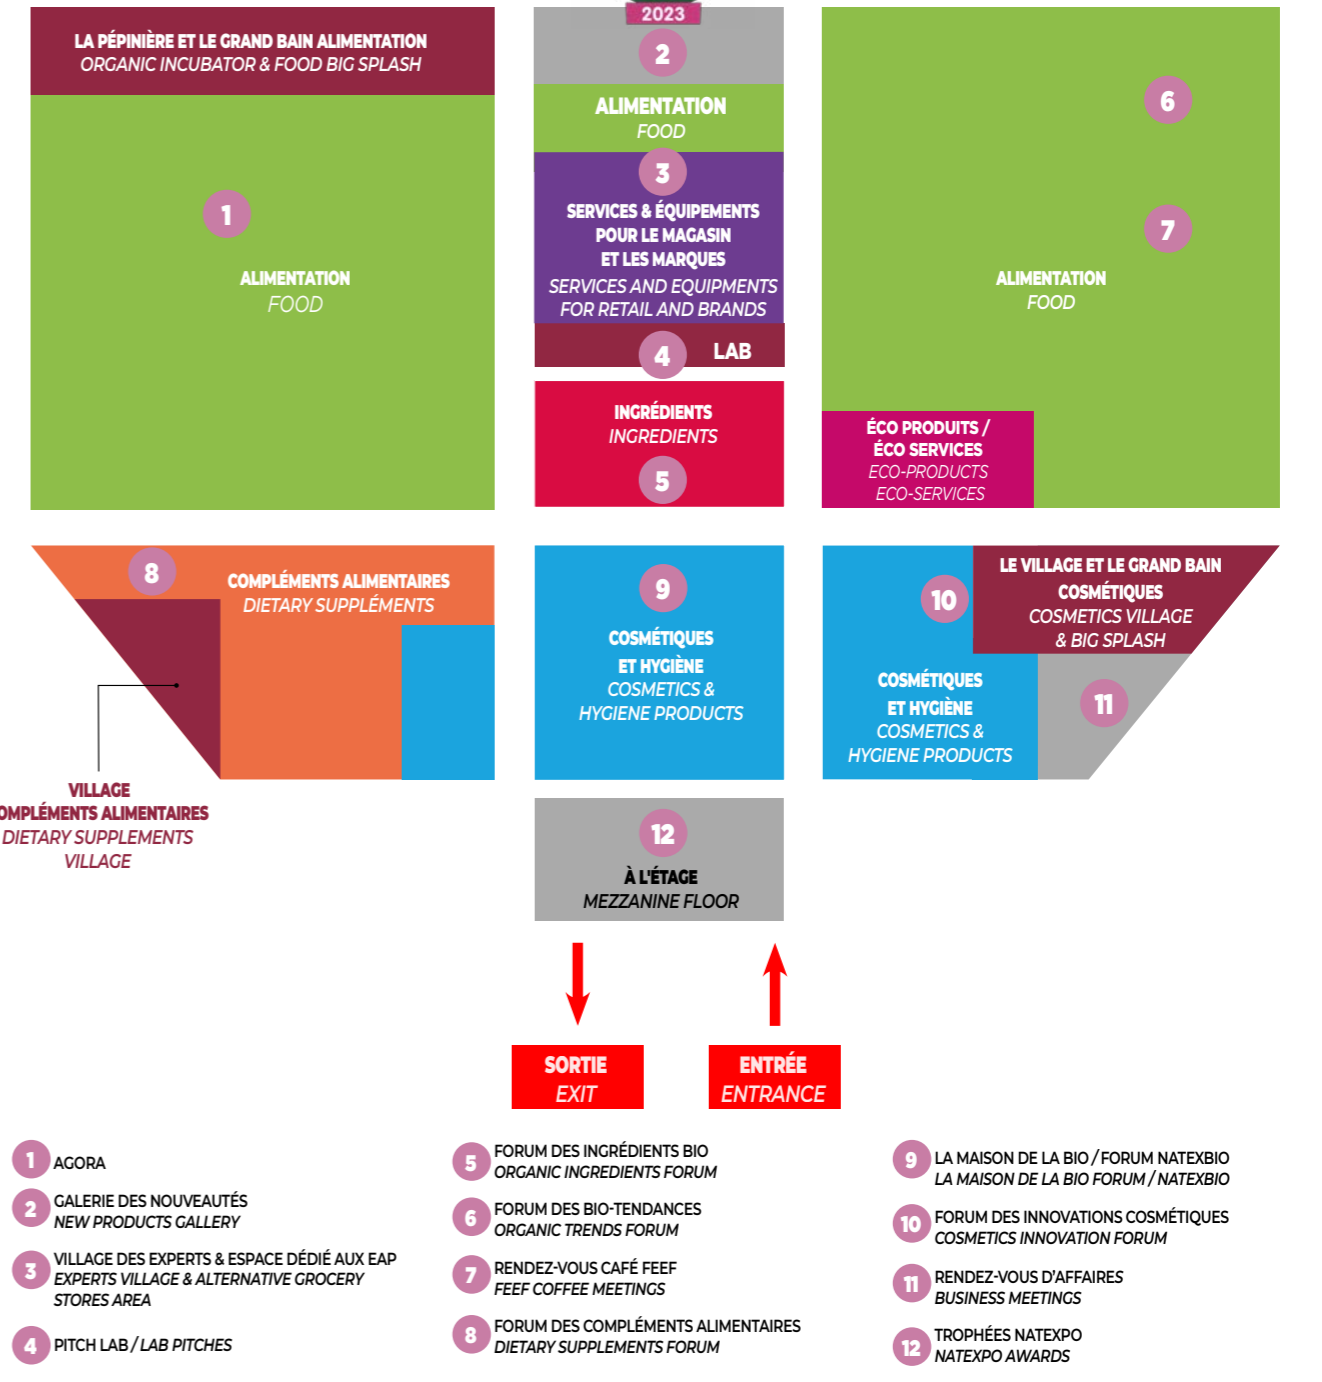 2023
LA PÉPINIÈRE ET LE GRAND BAIN ALIMENTATION
ORGANIC INCUBATOR & FOOD BIG SPLASH
1
ALIMENTATION
FOOD
2
ALIMENTATION
FOOD
3
SERVICES & ÉQUIPEMENTS
POUR LE MAGASIN
ET LES MARQUES
SERVICES AND EQUIPMENTS
FOR RETAIL AND BRANDS
4
LAB
INGRÉDIENTS
INGREDIENTS
5
6
7
ALIMENTATION
FOOD
ÉCO PRODUITS /
ÉCO SERVICES
ECO-PRODUCTS
ECO-SERVICES
8
COMPLÉMENTS ALIMENTAIRES
DIETARY SUPPLÉMENTS
VILLAGE
OMPLÉMENTS ALIMENTAIRES
DIETARY SUPPLEMENTS
VILLAGE
9
COSMÉTIQUES
ET HYGIÈNE
COSMETICS &
HYGIENE PRODUCTS
10
LE VILLAGE ET LE GRAND BAIN
COSMÉTIQUES
COSMETICS VILLAGE
& BIG SPLASH
COSMÉTIQUES
ET HYGIÈNE
COSMETICS &
HYGIENE PRODUCTS
11
12
À L'ÉTAGE
MEZZANINE FLOOR
SORTIE
EXIT
ENTRÉE
ENTRANCE
1 AGORA
2 GALERIE DES NOUVEAUTÉS
NEW PRODUCTS GALLERY
3 VILLAGE DES EXPERTS & ESPACE DÉDIÉ AUX EAP
EXPERTS VILLAGE & ALTERNATIVE GROCERY
STORES AREA
4 PITCH LAB / LAB PITCHES
5 FORUM DES INGRÉDIENTS BIO
ORGANIC INGREDIENTS FORUM
6 FORUM DES BIO-TENDANCES
ORGANIC TRENDS FORUM
7 RENDEZ-VOUS CAFÉ FEEF
FEEF COFFEE MEETINGS
8 FORUM DES COMPLÉMENTS ALIMENTAIRES
DIETARY SUPPLEMENTS FORUM
9 LA MAISON DE LA BIO / FORUM NATEXBIO
LA MAISON DE LA BIO FORUM / NATEXBIO
10 FORUM DES INNOVATIONS COSMÉTIQUES
COSMETICS INNOVATION FORUM
11 RENDEZ-VOUS D'AFFAIRES
BUSINESS MEETINGS
12 TROPHÉES NATEXPO
NATEXPO AWARDS